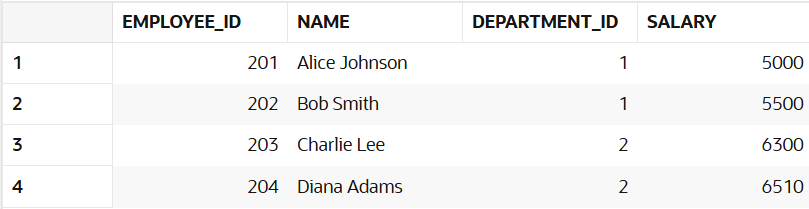 EMPLOYEE_ID NAME DEPARTMENT_ID SALARY
1 201 Alice Johnson 1 5000
2 202 Bob Smith 1 5500
3 203 Charlie Lee 2 6300
4 204 Diana Adams 2 6510